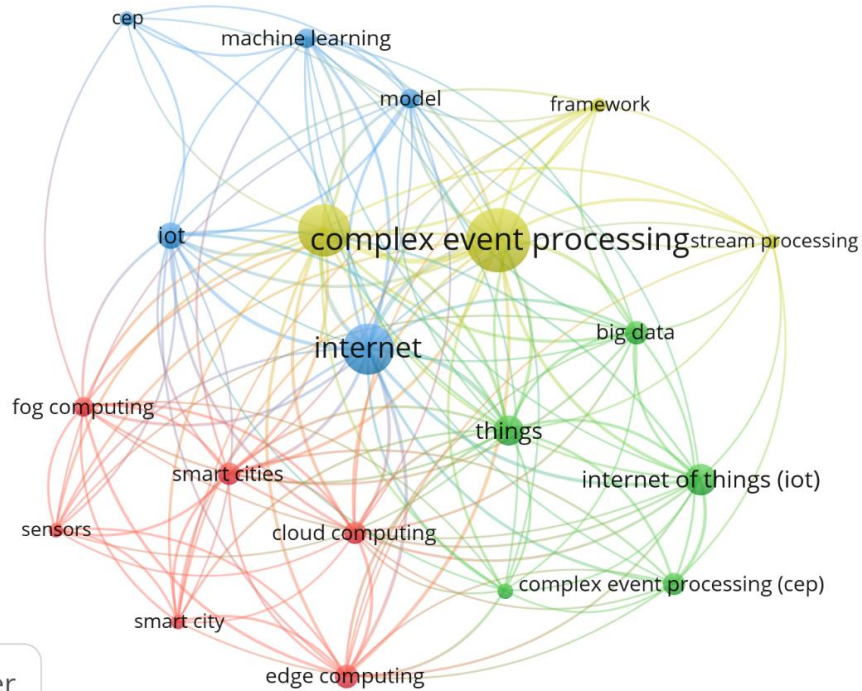 cep
machine learning
model
framework
iot
complex event processing
stream processing
internet
big data
fog computing
things
smart cities
internet of things (iot)
sensors
cloud computing
complex event processing (cep)
smart city
edge computing